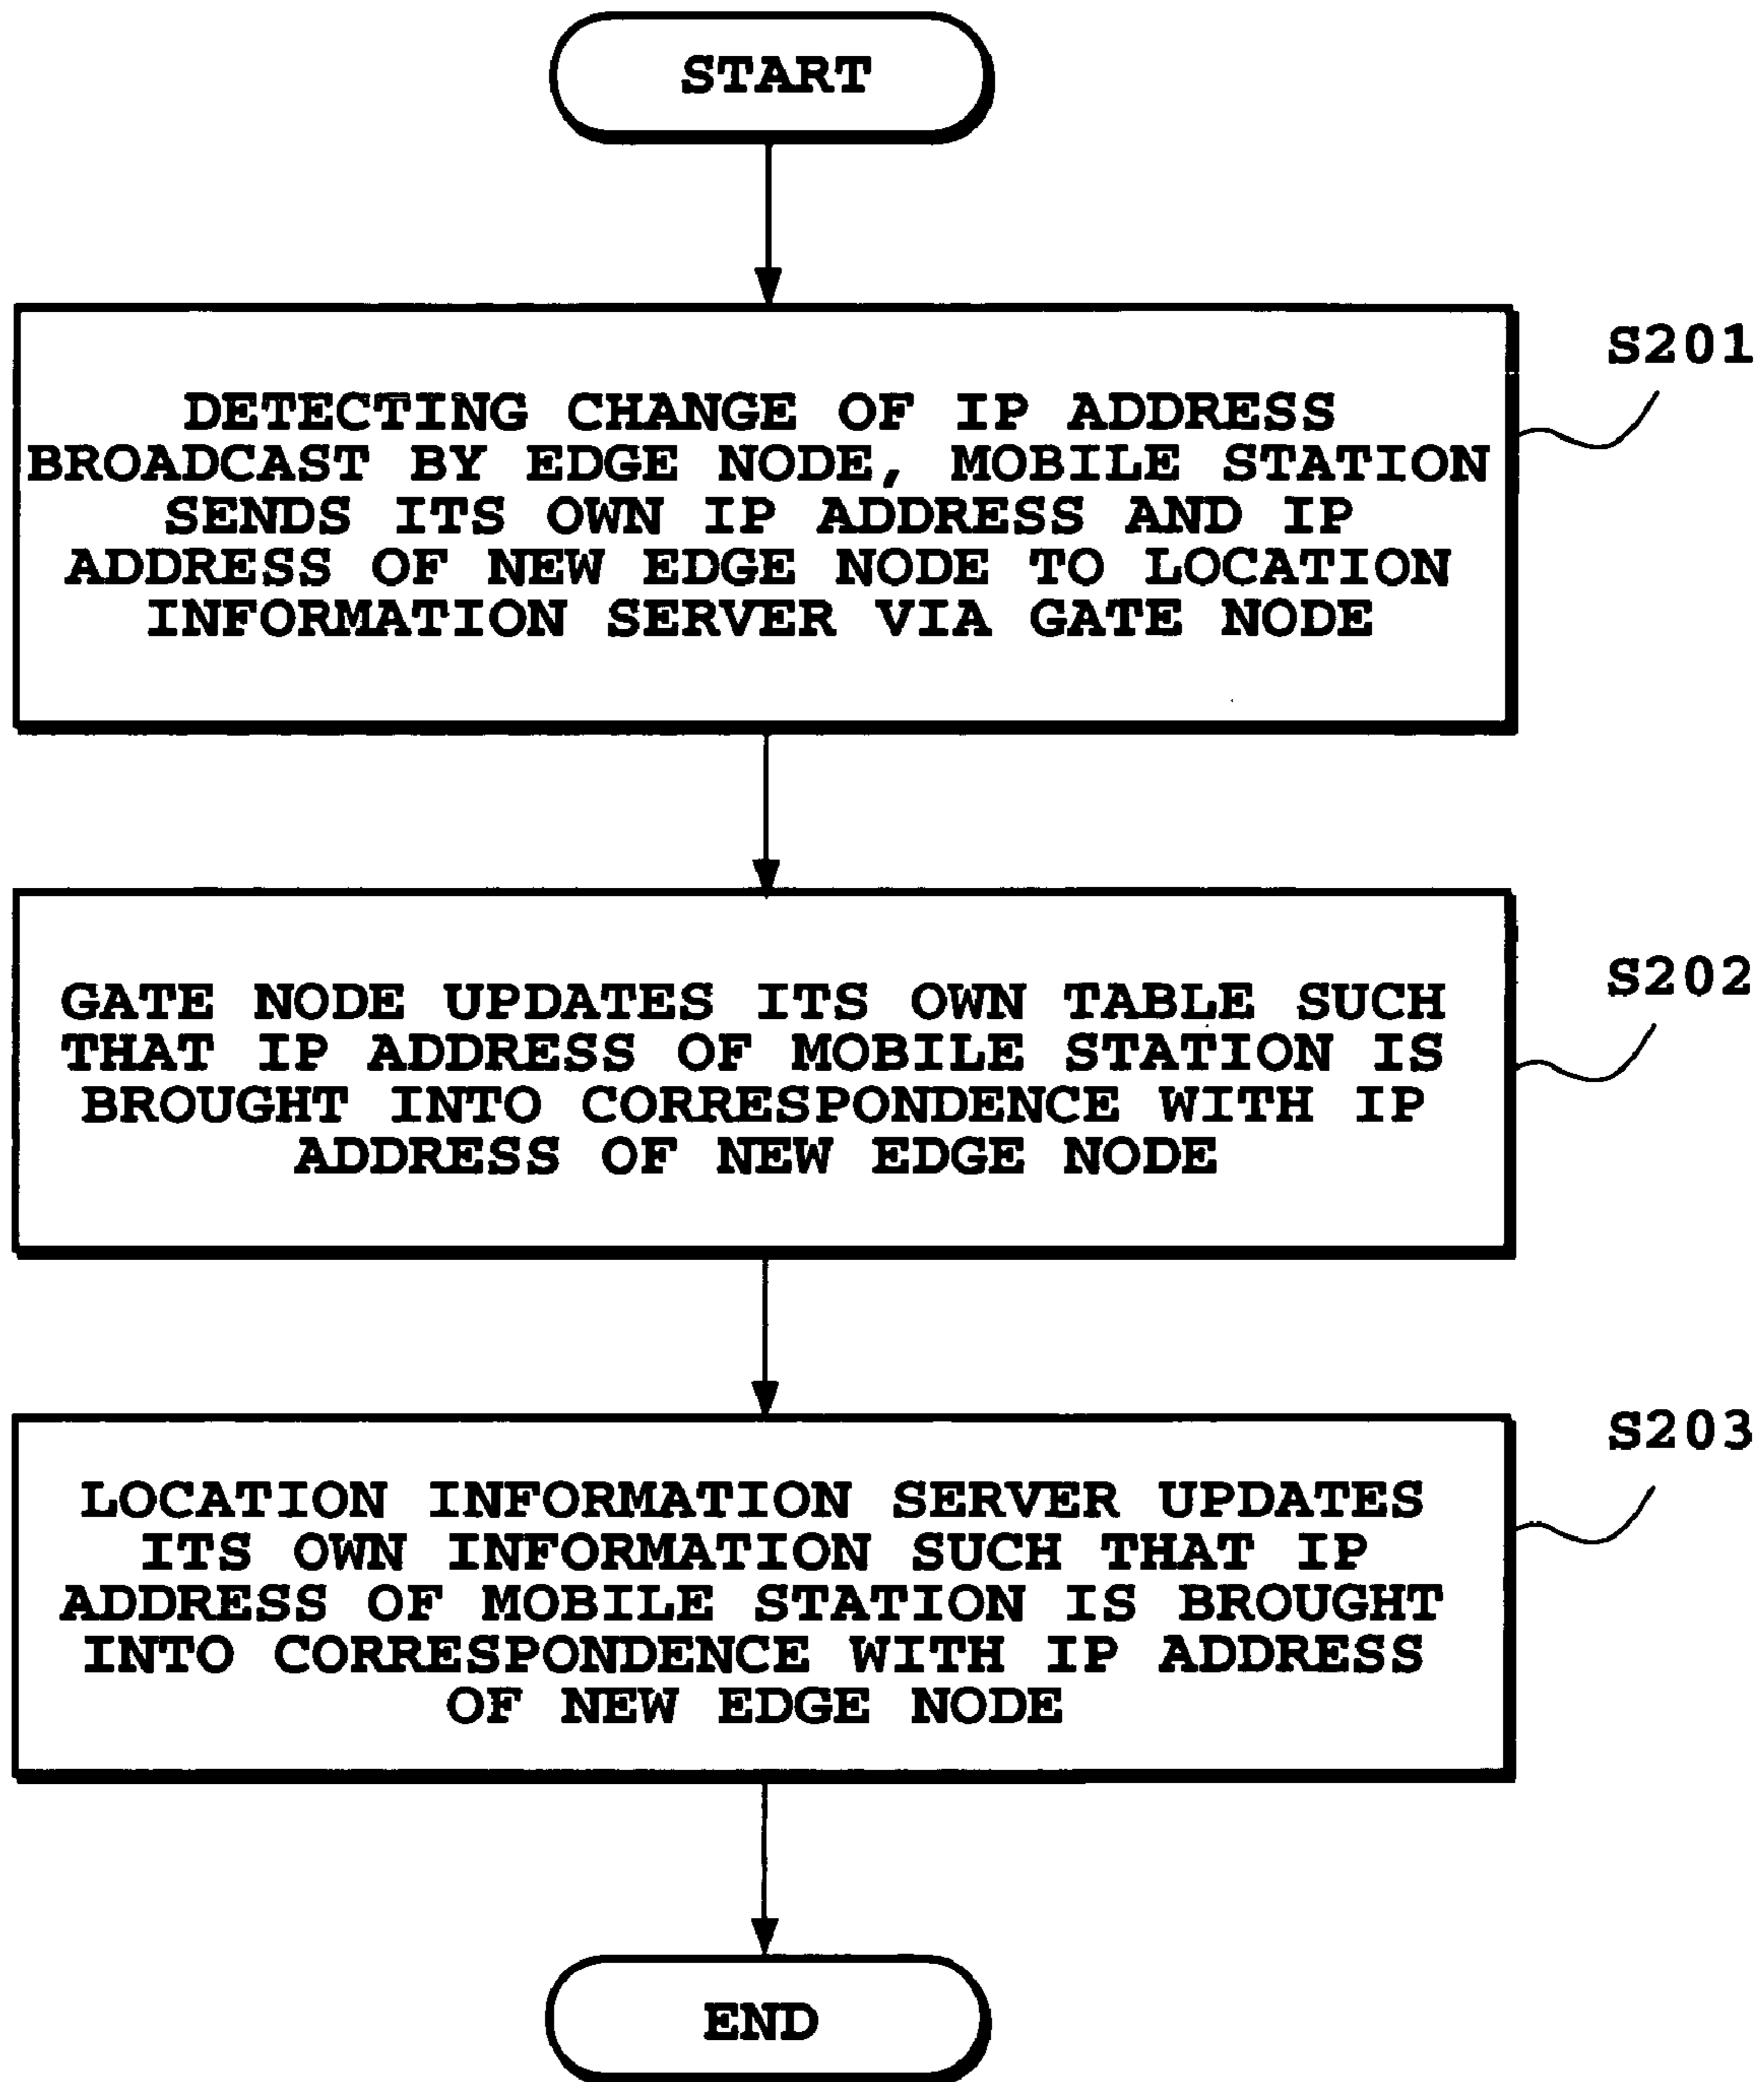 START
S201
DETECTING CHANGE OF IP ADDRESS
BROADCAST BY EDGE NODE, MOBILE STATION
SENDS ITS OWN IP ADDRESS AND IP
ADDRESS OF NEW EDGE NODE TO LOCATION
INFORMATION SERVER VIA GATE NODE
S202
GATE NODE UPDATES ITS OWN TABLE SUCH
THAT IP ADDRESS OF MOBILE STATION IS
BROUGHT INTO CORRESPONDENCE WITH IP
ADDRESS OF NEW EDGE NODE
S203
LOCATION INFORMATION SERVER UPDATES
ITS OWN INFORMATION SUCH THAT IP
ADDRESS OF MOBILE STATION IS BROUGHT
INTO CORRESPONDENCE WITH IP ADDRESS
OF NEW EDGE NODE
END